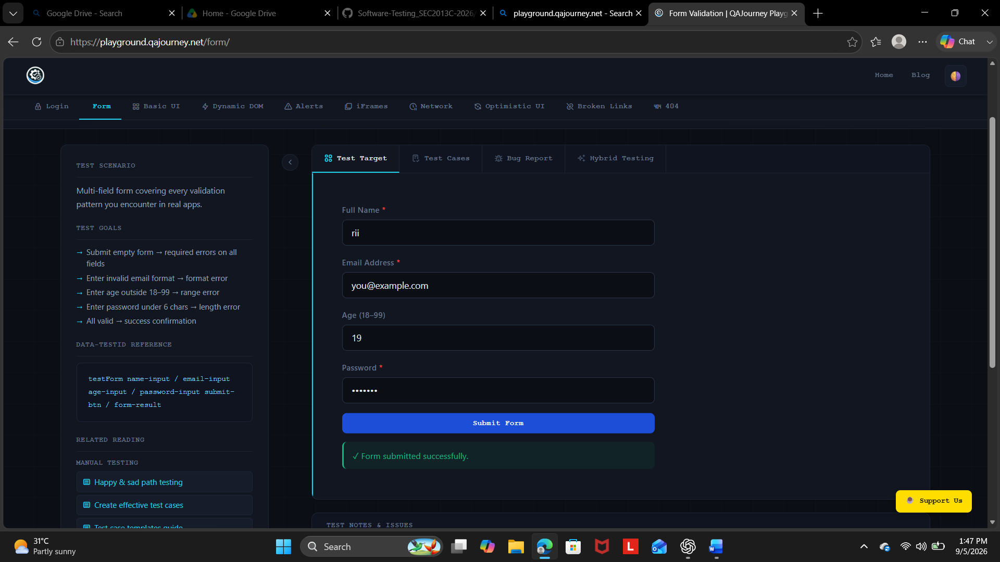 Google Drive - Search
Home - Google Drive
Software-Testing_SEC2013C-2026/
playground.qajourney.net - Search
Form Validation | QAJourney Playg
https://playground.qajourney.net/form/
Chat
Home
Blog
Login
Form
Basic UI
Dynamic DOM
Alerts
iFrames
Network
Optimistic UI
Broken Links
404 404
TEST SCENARIO
Multi-field form covering every validation
pattern you encounter in real apps.
TEST GOALS
→ Submit empty form → required errors on all
fields
→ Enter invalid email format → format error
→ Enter age outside 18–99 → range error
→ Enter password under 6 chars → length error
→ All valid → success confirmation
DATA-TESTID REFERENCE
testForm name-input / email-input
age-input / password-input submit-
btn / form-result
RELATED READING
MANUAL TESTING
Happy & sad path testing
Create effective test cases
Test case templates guide
Test Target
Test Cases
Bug Report
Hybrid Testing
Full Name *
rii
Email Address *
you@example.com
Age (18–99)
19
Password *
•••••••
Submit Form
✓ Form submitted successfully.
Support Us
TEST NOTES & ISSUES
31°C
Partly sunny
Search
L
W
1:47 PM
9/5/2026